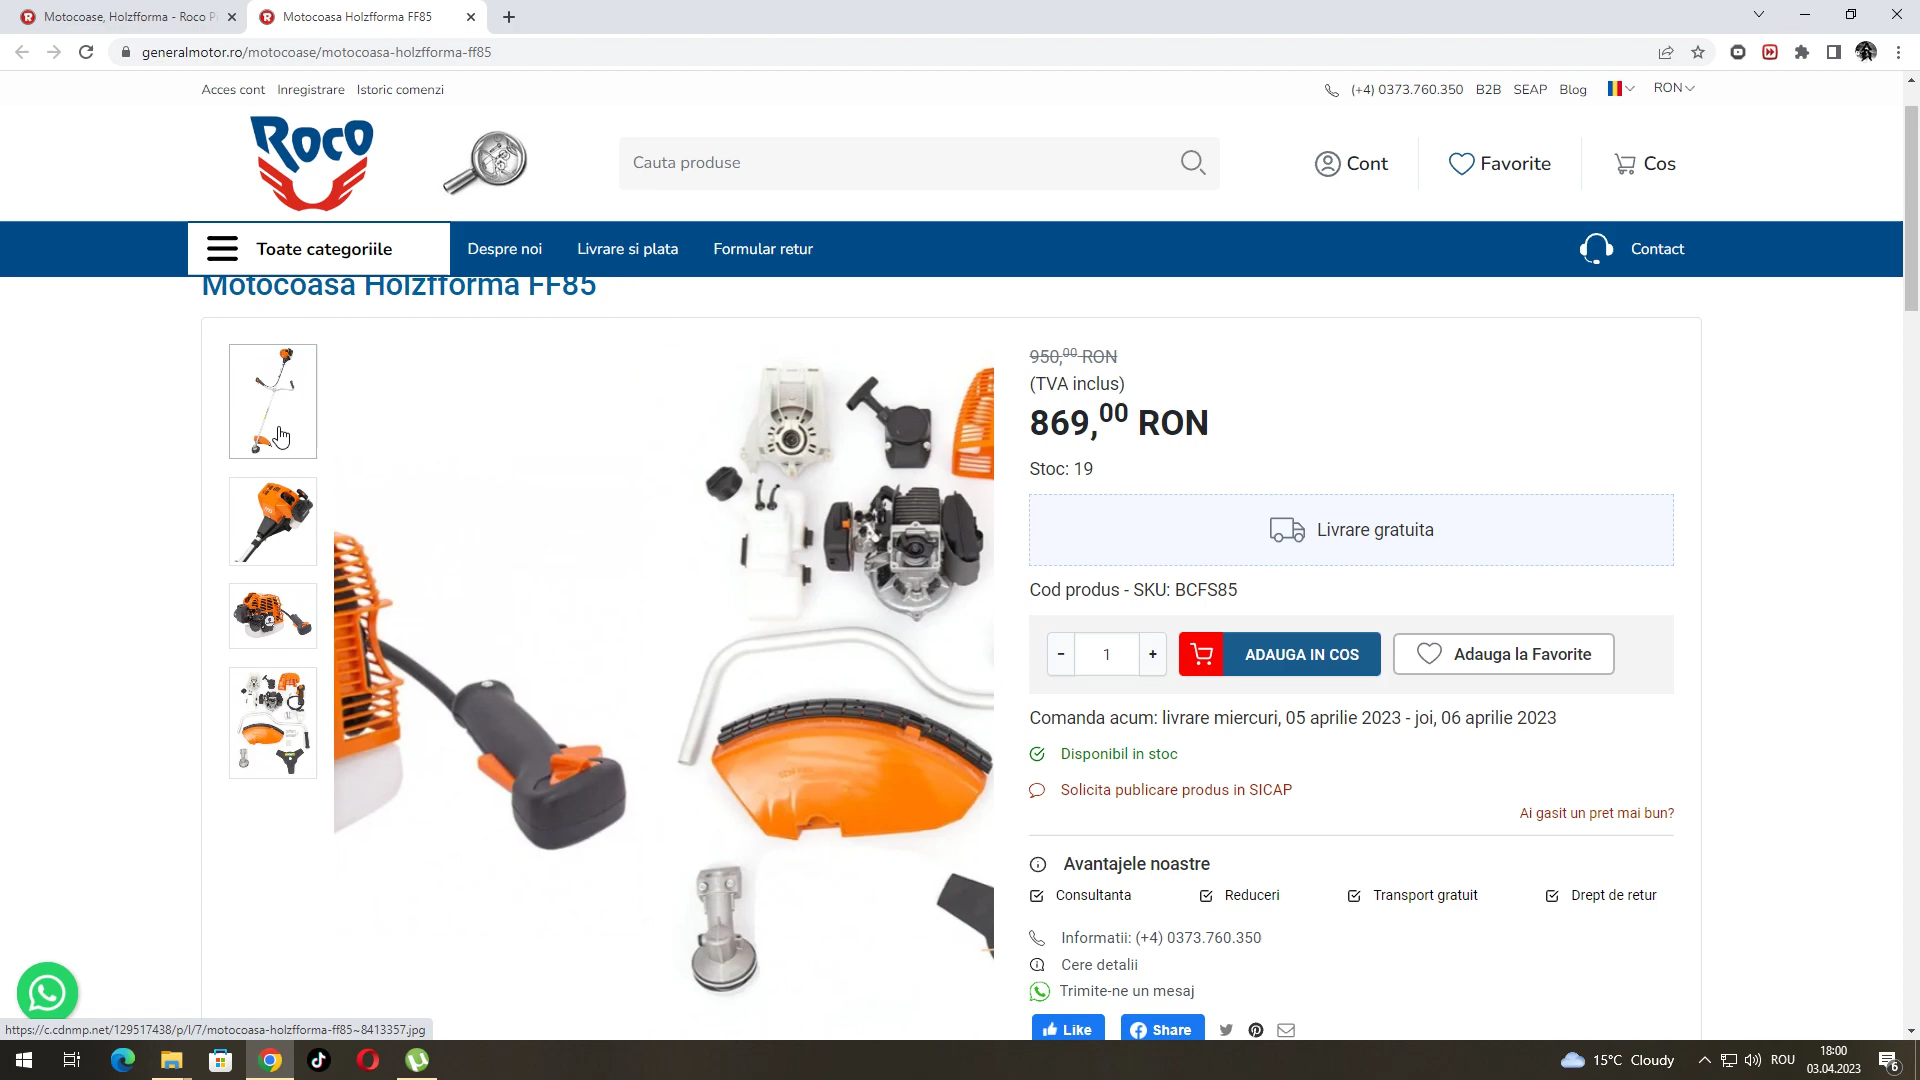 Motocoase, Holzfforma - Roco P
Motocoasa Holzfforma FF85
generalmotor.ro/motocoase/motocoasa-holzfforma-ff85
Acces cont Inregistrare Istoric comenzi
(+4) 0373.760.350 B2B SEAP Blog RON
ROCO
Cauta produse
Cont
Favorite
Cos
Toate categoriile
Despre noi
Livrare si plata
Formular retur
Contact
Motocoasa Holzfforma FF85
950,00 RON
(TVA inclus)
869,00 RON
Stoc: 19
Livrare gratuita
Cod produs - SKU: BCFS85
- 1 + ADAUGA IN COS Adauga la Favorite
Comanda acum: livrare miercuri, 05 aprilie 2023 - joi, 06 aprilie 2023
Disponibil in stoc
Solicita publicare produs in SICAP
Ai gasit un pret mai bun?
Avantajele noastre
Consultanta Reduceri Transport gratuit Drept de retur
Informatii: (+4) 0373.760.350
Cere detalii
Trimite-ne un mesaj
Like Share
https://c.cdnmp.net/129517438/p/l/7/motocoasa-holzfforma-ff85~8413357.jpg
15°C Cloudy
ROU
18:00
03.04.2023
6